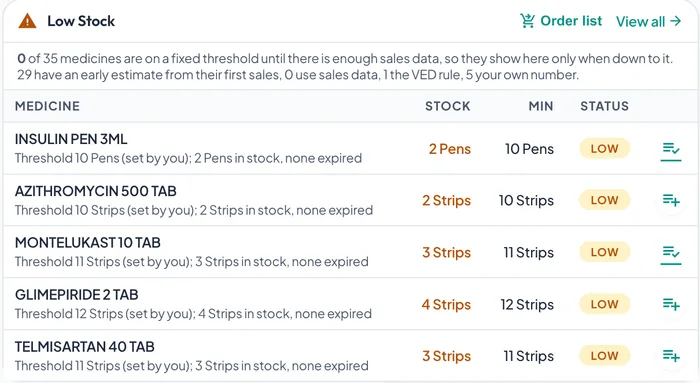 Low Stock
Order list
View all →
0 of 35 medicines are on a fixed threshold until there is enough sales data, so they show here only when down to it.
29 have an early estimate from their first sales, 0 use sales data, 1 the VED rule, 5 your own number.
MEDICINE STOCK MIN STATUS
INSULIN PEN 3ML
Threshold 10 Pens (set by you); 2 Pens in stock, none expired
2 Pens 10 Pens LOW
AZITHROMYCIN 500 TAB
Threshold 10 Strips (set by you); 2 Strips in stock, none expired
2 Strips 10 Strips LOW
MONTELUKAST 10 TAB
Threshold 11 Strips (set by you); 3 Strips in stock, none expired
3 Strips 11 Strips LOW
GLIMEPIRIDE 2 TAB
Threshold 12 Strips (set by you); 4 Strips in stock, none expired
4 Strips 12 Strips LOW
TELMISARTAN 40 TAB
Threshold 11 Strips (set by you); 3 Strips in stock, none expired
3 Strips 11 Strips LOW